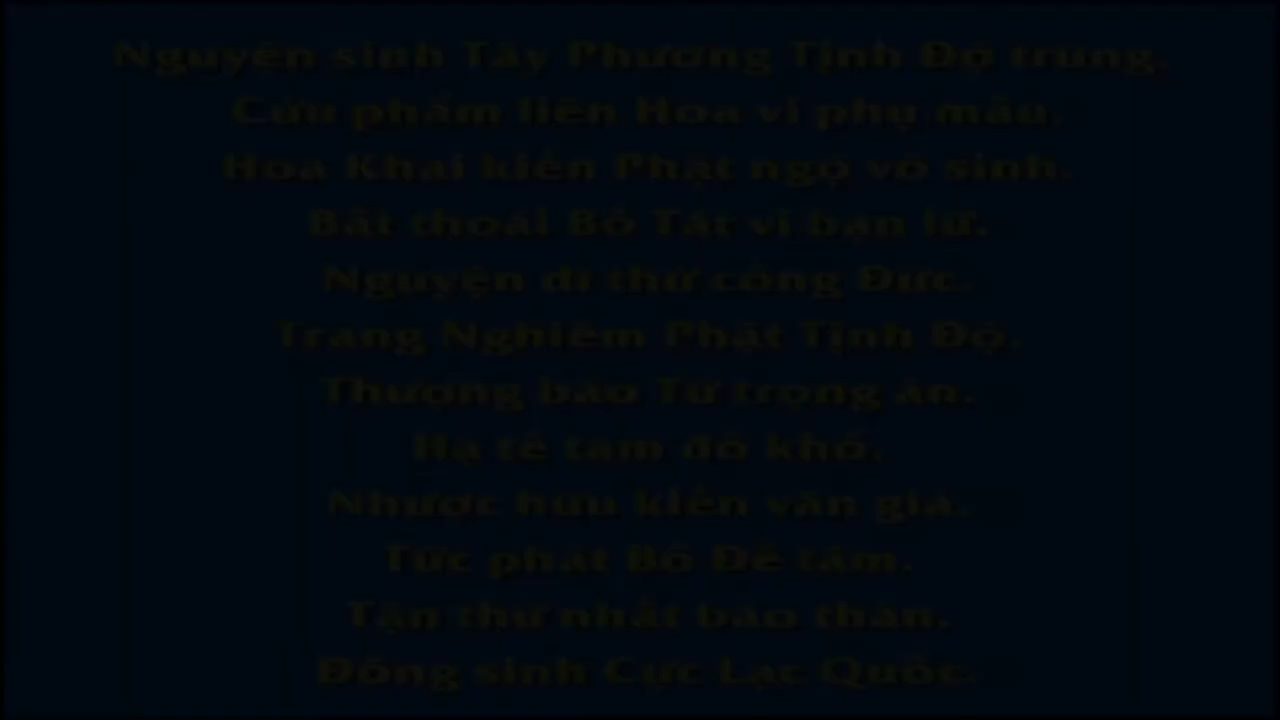 Nguyện sinh Tây Phương Tịnh Độ trung,
Cửu phẩm liên Hoa vi phụ mẫu.
Hoa Khai kiến Phật ngộ vô sinh.
Bất thoái Bồ Tát vi bạn lữ.
Nguyện dĩ thử công Đức.
Trang Nghiêm Phật Tịnh Độ.
Thượng báo Tứ trọng ân.
Hạ tế tam đồ khổ.
Nhược hữu kiến văn giả.
Tức phát Bồ Đề tâm.
Tận thử nhất báo thân.
Đồng sinh Cực Lạc Quốc.